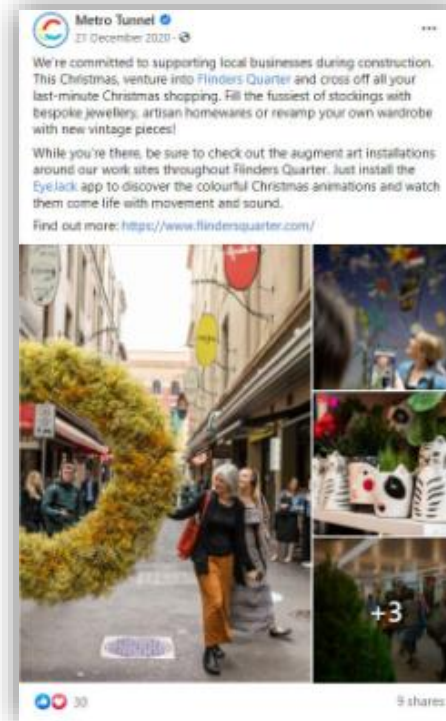 Metro Tunnel
21 December 2020 ·
We're committed to supporting local businesses during construction.
This Christmas, venture into Flinders Quarter and cross off all your
last-minute Christmas shopping. Fill the fussiest of stockings with
bespoke jewellery, artisan homewares or revamp your own wardrobe
with new vintage pieces!
While you're there, be sure to check out the augment art installations
around our work sites throughout Flinders Quarter. Just install the
EyeJack app to discover the colourful Christmas animations and watch
them come life with movement and sound.
Find out more: https://www.flindersquarter.com/
+3
30
9 shares